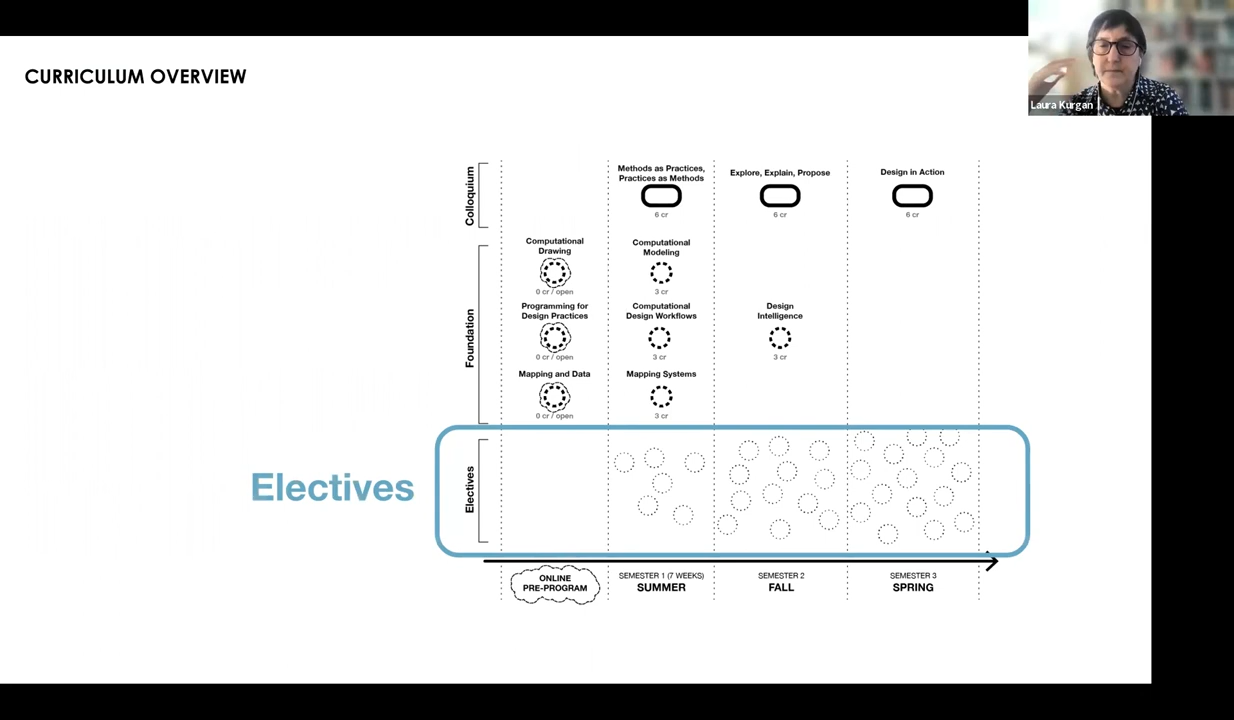 CURRICULUM OVERVIEW
Laura Kurgan
Colloquium
Methods as Practices,
Practices as Methods
6 cr
Explore, Explain, Propose
6 cr
Design in Action
6 cr
Foundation
Computational
Drawing
0 cr / open
Computational
Modeling
3 cr
Programming for
Design Practices
0 cr / open
Computational
Design Workflows
3 cr
Design
Intelligence
3 cr
Mapping and Data
0 cr / open
Mapping Systems
3 cr
Electives
Electives
ONLINE
PRE-PROGRAM
SEMESTER 1 (7 WEEKS)
SUMMER
SEMESTER 2
FALL
SEMESTER 3
SPRING